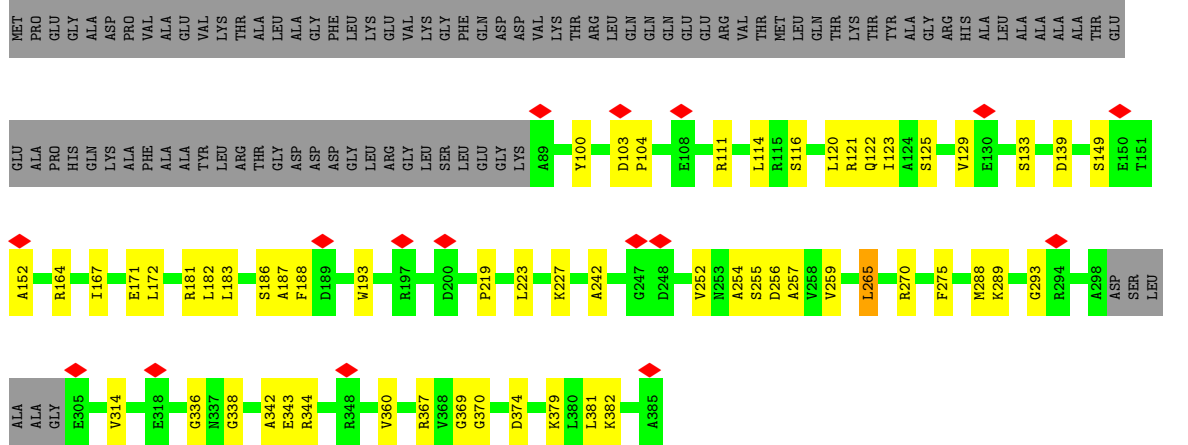 MET PRO GLU GLY ALA ASP PRO VAL ALA GLU VAL LYS THR ALA LEU ALA GLY PHE LEU LYS GLU VAL LYS GLY PHE GLN ASP ASP VAL LYS THR ARG LEU GLN GLN GLN GLU GLU ARG VAL THR MET LEU GLN THR LYS THR TYR ALA GLY ARG HIS ALA LEU ALA ALA ALA ALA THR GLU
GLU ALA PRO HIS GLN LYS ALA PHE ALA ALA TYR LEU ARG THR GLY ASP ASP ASP GLY LEU ARG GLY LEU SER LEU GLU GLY LYS A89 Y100 D103 P104 E108 R111 L114 R115 S116 L120 R121 Q122 I123 A124 S125 V129 E130 S133 D139 S149 E150 T151
A152 R164 I167 E171 L172 R181 L182 L183 S186 A187 F188 D189 W193 R197 D200 P219 L223 K227 A242 G247 D248 V252 N253 A254 S255 D256 A257 V258 V259 L265 R270 F275 M288 K289 G293 R294 A298 ASP SER LEU
ALA ALA GLY E305 V314 E318 G336 N337 G338 A342 E343 R344 R348 V360 R367 V368 G369 G370 D374 K379 L380 L381 K382 A385